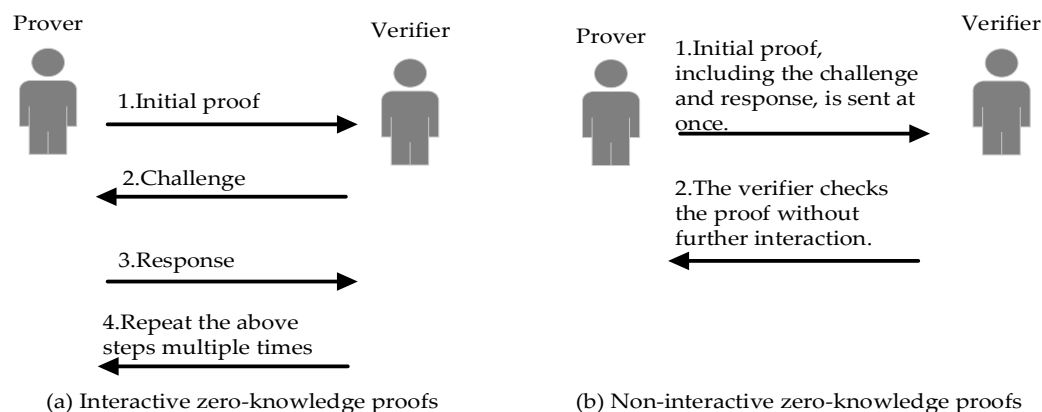 Prover
Verifier
1.Initial proof
2.Challenge
3.Response
4.Repeat the above
steps multiple times
(a) Interactive zero-knowledge proofs
Prover
Verifier
1.Initial proof,
including the challenge
and response, is sent at
once.
2.The verifier checks
the proof without
further interaction.
(b) Non-interactive zero-knowledge proofs